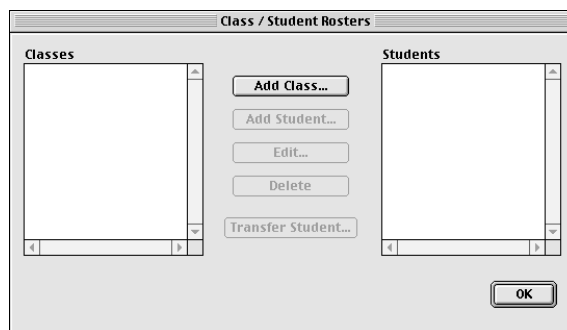 Class / Student Rosters
Classes
Students
Add Class...
Add Student...
Edit...
Delete
Transfer Student...
OK